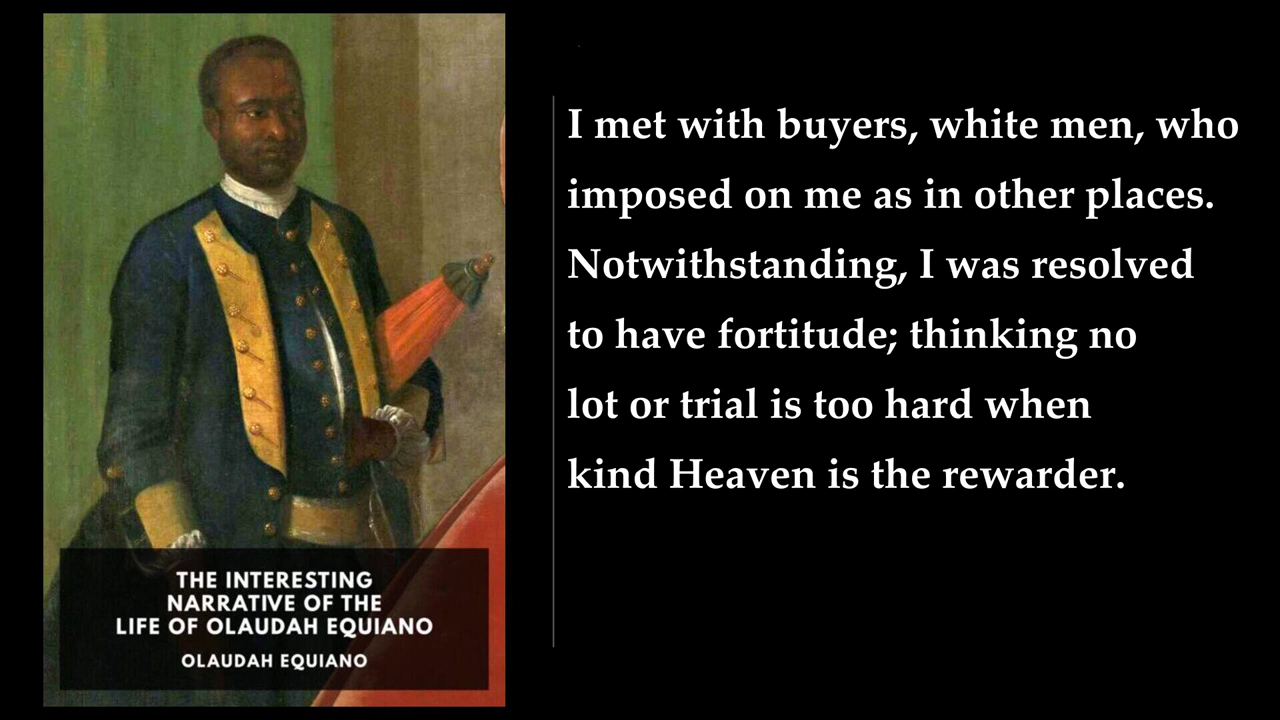 I met with buyers, white men, who
imposed on me as in other places.
Notwithstanding, I was resolved
to have fortitude; thinking no
lot or trial is too hard when
kind Heaven is the rewarder.
THE INTERESTING
NARRATIVE OF THE
LIFE OF OLAUDAH EQUIANO
OLAUDAH EQUIANO